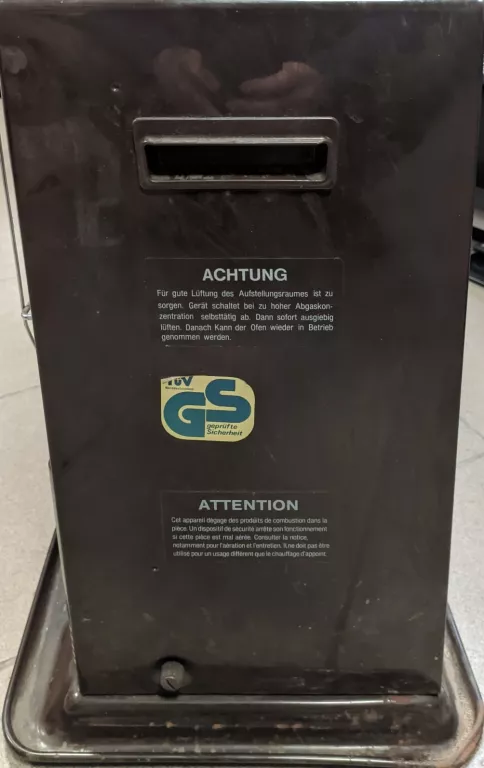 ACHTUNG
Für gute Lüftung des Aufstellungsraumes ist zu
sorgen. Gerät schaltet bei zu hoher Abgaskon-
zentration selbsttätig ab. Dann sofort ausgiebig
lüften. Danach Kann der Ofen wieder in Betrieb
genommen werden.
TÜV
GS
geprüfte
Sicherheit
ATTENTION
Cet appareil dégage des produits de combustion dans la
pièce. Un dispositif de sécurité arrête son fonctionnement
si cette pièce est mal aérée. Consulter la notice,
notamment pour l'aération et l'entretien. Il ne doit pas être
utilisé pour un usage différent que le chauffage d'appoint.